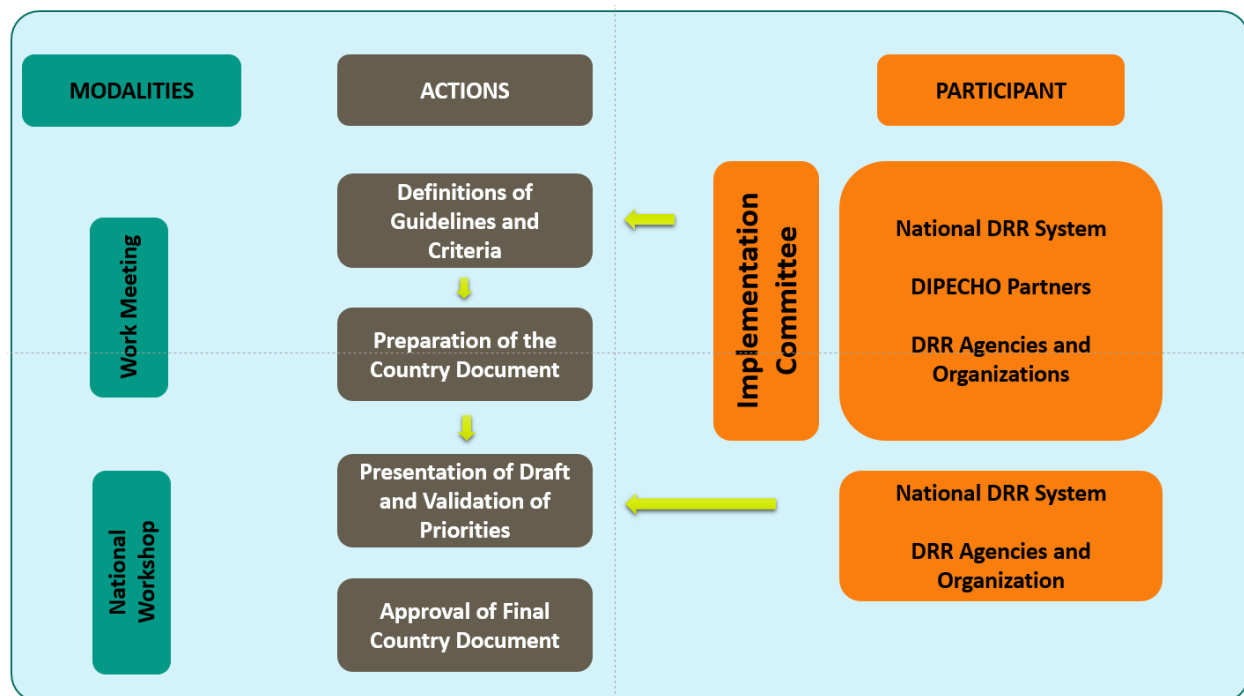 MODALITIES
ACTIONS
PARTICIPANT
Work Meeting
Definitions of
Guidelines and
Criteria
Implementation
Committee
National DRR System
DIPECHO Partners
DRR Agencies and
Organizations
Preparation of the
Country Document
National
Workshop
Presentation of Draft
and Validation of
Priorities
National DRR System
DRR Agencies and
Organization
Approval of Final
Country Document